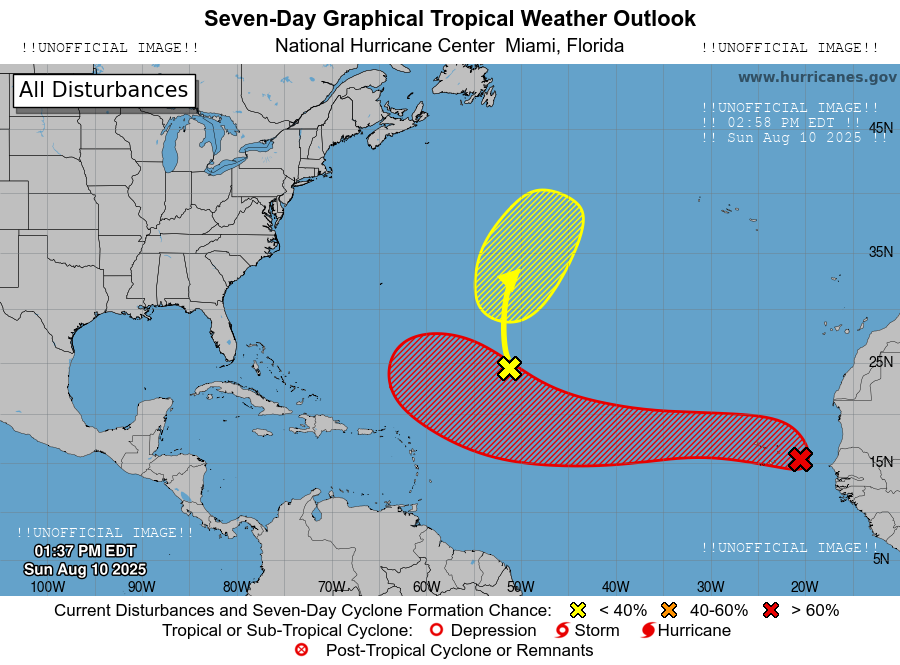 Seven-Day Graphical Tropical Weather Outlook
!!UNOFFICIAL IMAGE!! National Hurricane Center Miami, Florida !!UNOFFICIAL IMAGE!!
All Disturbances
www.hurricanes.gov
!!UNOFFICIAL IMAGE!!
!! 02:58 PM EDT !!
!! Sun Aug 10 2025 !!
45N
35N
25N
15N
!!UNOFFICIAL IMAGE!!
01:37 PM EDT
Sun Aug 10 2025
!!UNOFFICIAL IMAGE!!
5N
100W 90W 80W 70W 60W 50W 40W 30W 20W
Current Disturbances and Seven-Day Cyclone Formation Chance: < 40% 40-60% > 60%
Tropical or Sub-Tropical Cyclone: Depression Storm Hurricane
Post-Tropical Cyclone or Remnants